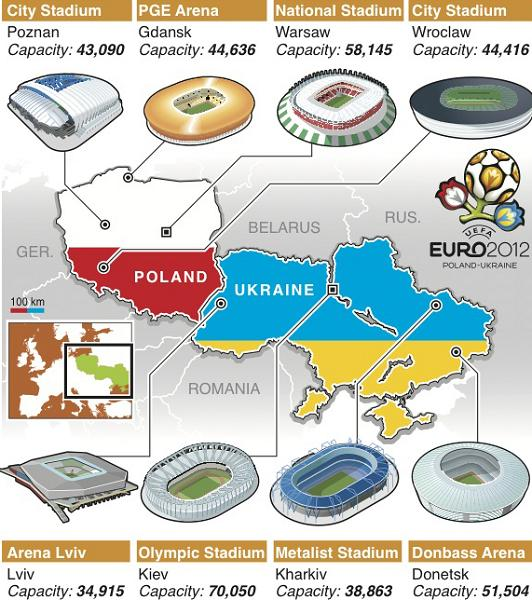 City Stadium
Poznan
Capacity: 43,090
PGE Arena
Gdansk
Capacity: 44,636
National Stadium
Warsaw
Capacity: 58,145
City Stadium
Wroclaw
Capacity: 44,416
BELARUS
RUS.
GER.
UEFA
EURO2012
POLAND-UKRAINE
POLAND
UKRAINE
100 km
ROMANIA
Arena Lviv
Lviv
Capacity: 34,915
Olympic Stadium
Kiev
Capacity: 70,050
Metalist Stadium
Kharkiv
Capacity: 38,863
Donbass Arena
Donetsk
Capacity: 51,504